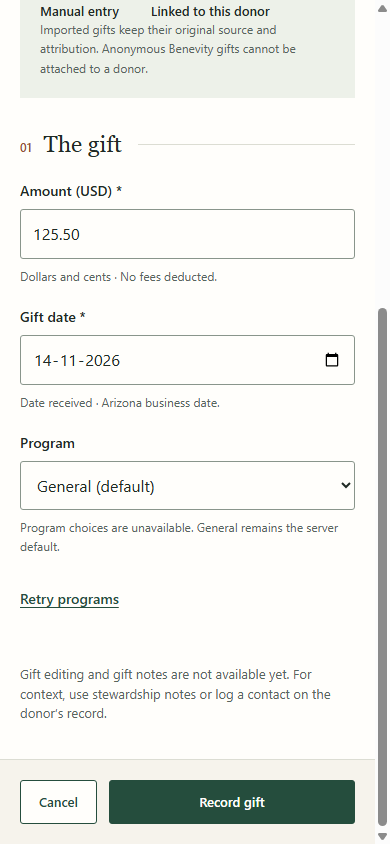 Manual entry Linked to this donor
Imported gifts keep their original source and
attribution. Anonymous Benevity gifts cannot be
attached to a donor.
01 The gift
Amount (USD) *
125.50
Dollars and cents · No fees deducted.
Gift date *
14-11-2026
Date received · Arizona business date.
Program
General (default)
Program choices are unavailable. General remains the server
default.
Retry programs
Gift editing and gift notes are not available yet. For
context, use stewardship notes or log a contact on the
donor's record.
Cancel Record gift